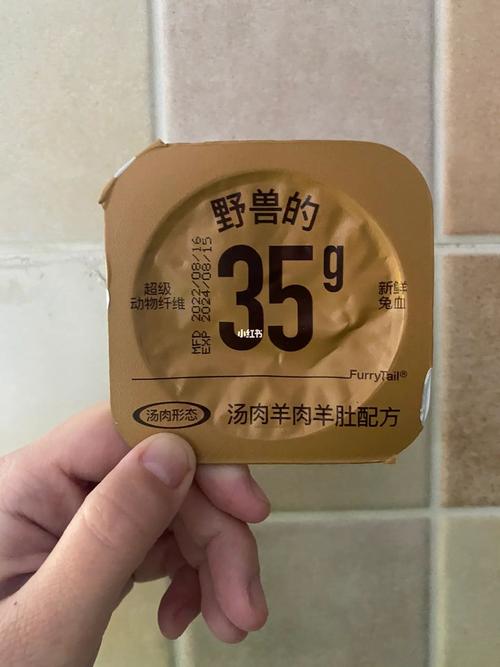 野兽的
35g
MFD 2022/08/16
EXP 2024/08/15
超级
动物纤维
新鲜
兔血
小红书
FurryTail®
汤肉形态
汤肉羊肉羊肚配方